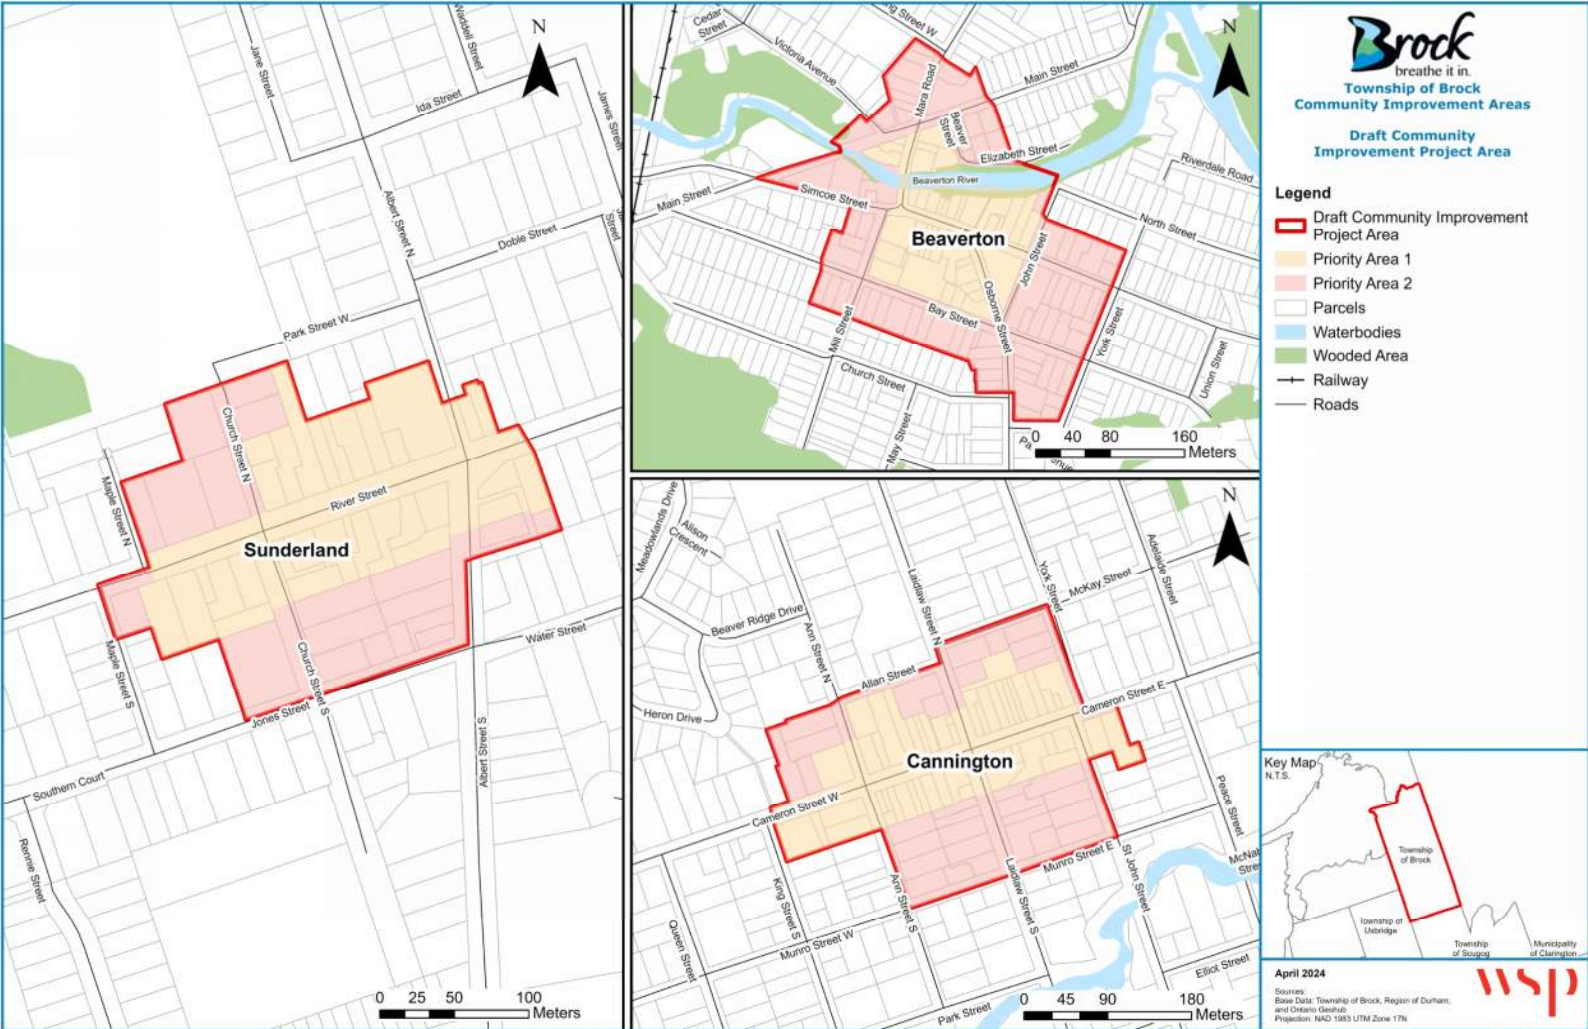 Waddell Street
Jane Street
Ida Street
James Street
N
Albert Street N
Doble Street
Street
Park Street W
Church Street N
Maple Street N
River Street
Sunderland
Water Street
Maple Street S
Church Street S
Jones Street
Albert Street S
Southern Court
Rennie Street
0 25 50 100
Meters
Cedar
Street
Victoria Avenue
Street W
Mara Road
Main Street
N
Beaver
Street
Elizabeth Street
Riverdale Road
Beaverton River
Main Street
Simcoe Street
North Street
Beaverton
John Street
Osborne Street
Bay Street
Mill Street
York Street
Church Street
Union Street
May Street
0 40 80 160
Meters
Meadowlands Drive
Alison
Crescent
N
Laidlaw Street N
York Street
McKay Street
Adelaide Street
Beaver Ridge Drive
Ann Street N
Allan Street
Cameron Street E
Heron Drive
Cannington
Cameron Street W
Peace Street
Munro Street E
St John Street
King Street S
Ann Street S
Laidlaw Street S
Queen Street
Munro Street W
Elliot Street
Park Street
0 45 90 180
Meters
Brock
breathe it in.
Township of Brock
Community Improvement Areas
Draft Community
Improvement Project Area
Legend
Draft Community Improvement
Project Area
Priority Area 1
Priority Area 2
Parcels
Waterbodies
Wooded Area
Railway
Roads
Key Map
N.T.S.
Township
of Brock
Township of
Uxbridge
Township
of Scugog
Municipality
of Clarington
April 2024
Sources:
Base Data: Township of Brock, Region of Durham,
and Ontario Geohub
Projection: NAD 1983 UTM Zone 17N
wsp